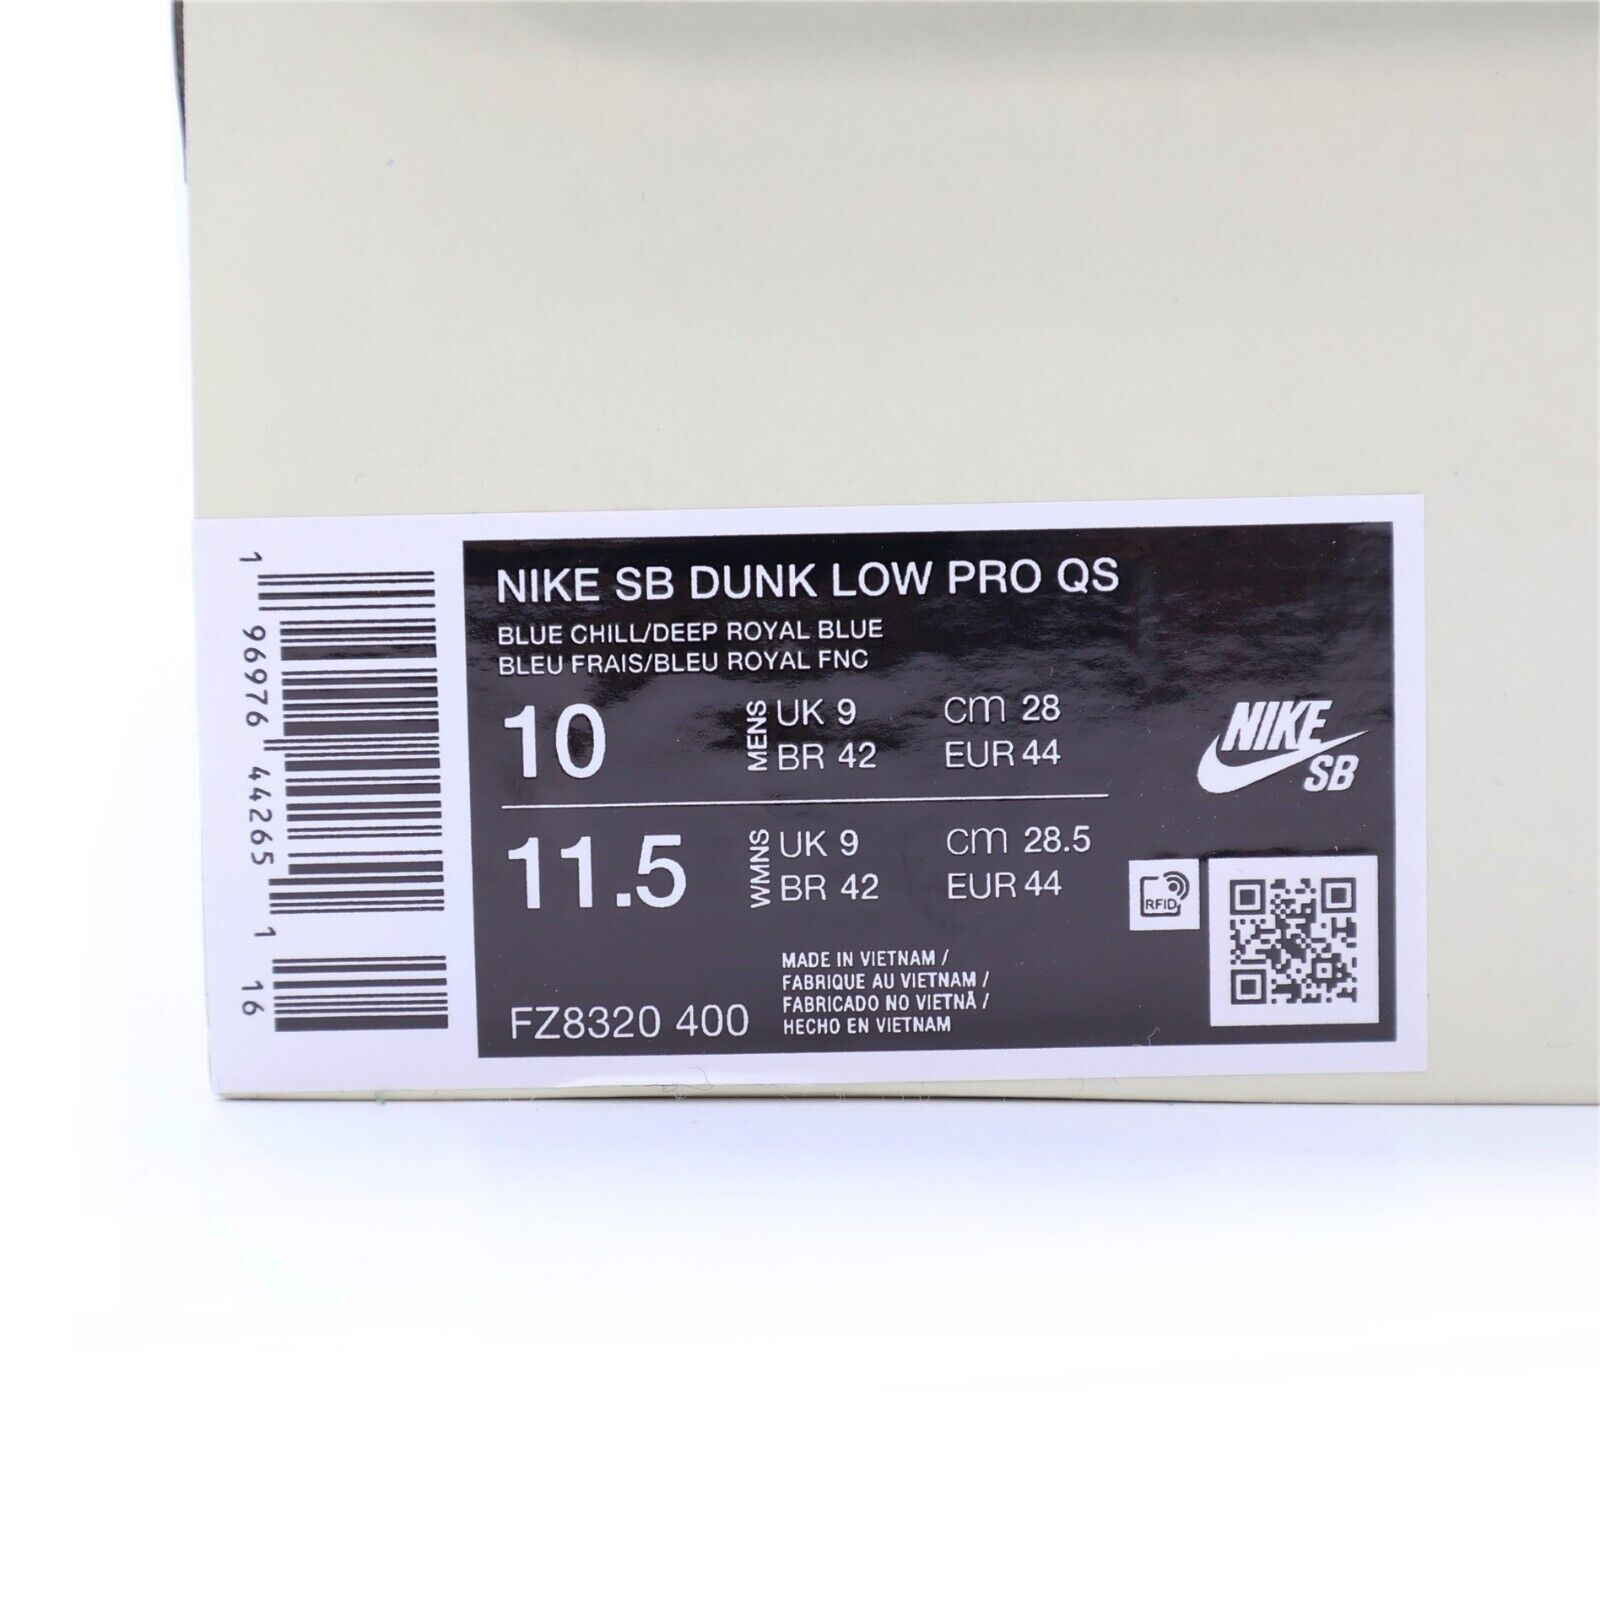 NIKE SB DUNK LOW PRO QS
BLUE CHILL/DEEP ROYAL BLUE
BLEU FRAIS/BLEU ROYAL FNC
10 MENS UK 9 cm 28
BR 42 EUR 44
11.5 WMNS UK 9 cm 28.5
BR 42 EUR 44
NIKE
SB
RFID
MADE IN VIETNAM /
FABRIQUE AU VIETNAM /
FABRICADO NO VIETNÃ /
HECHO EN VIETNAM
FZ8320 400
1 96976 44265 1 16